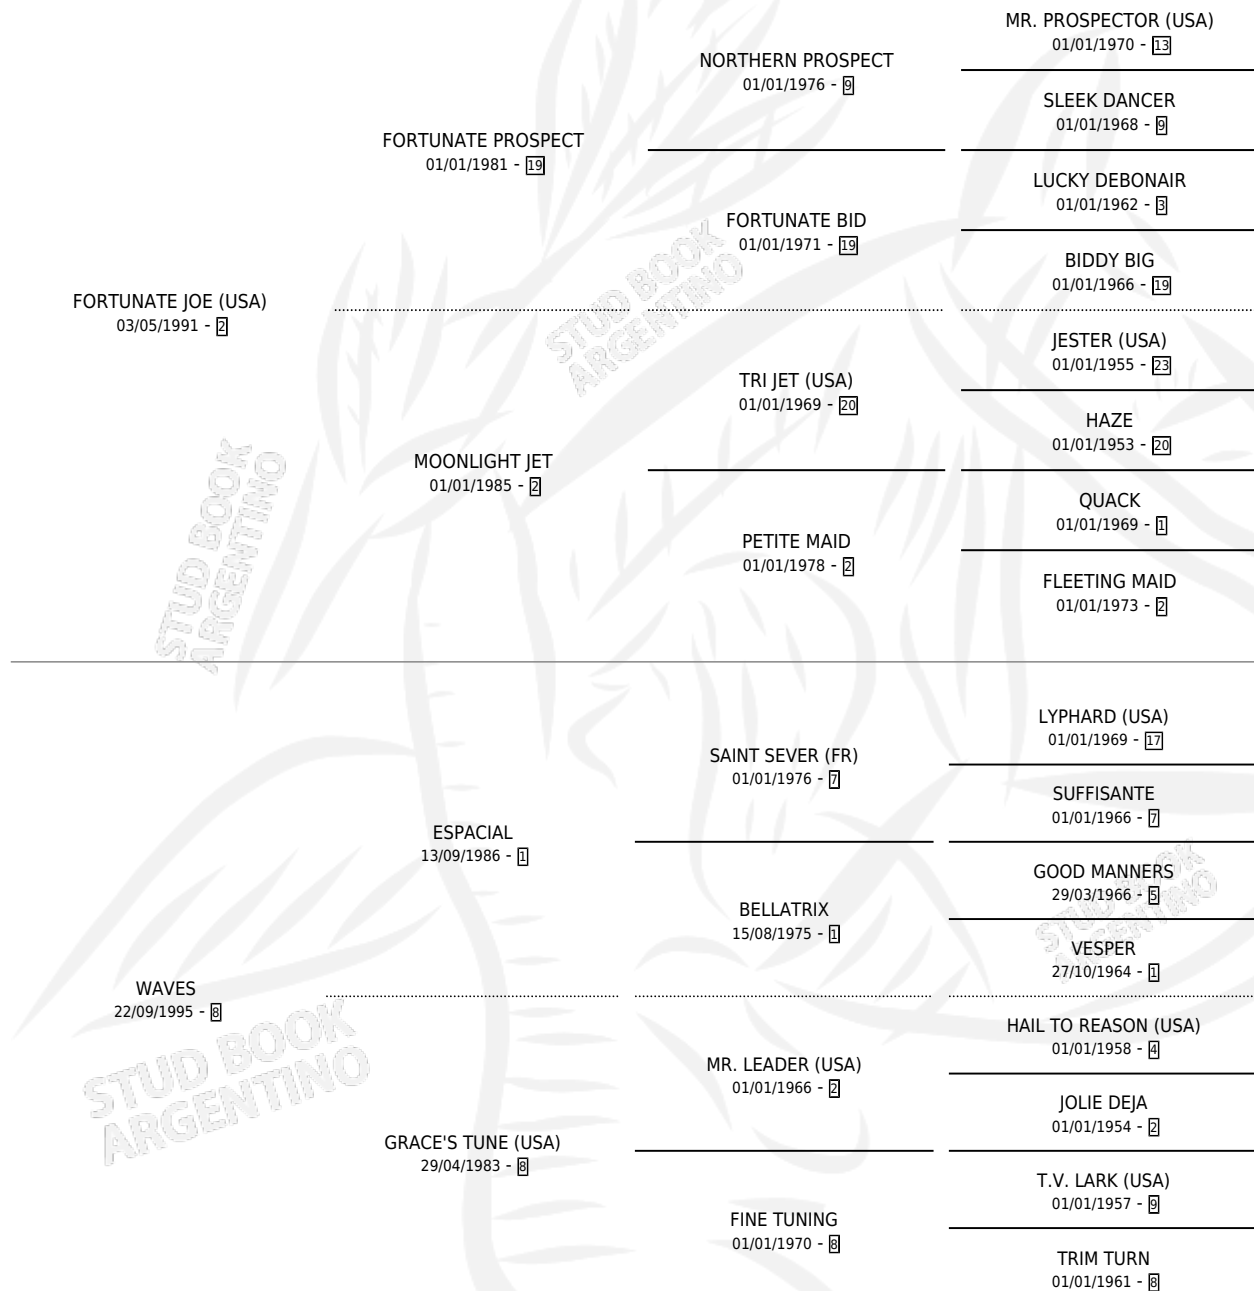 MR. PROSPECTOR (USA)
01/01/1970 - 13
NORTHERN PROSPECT
01/01/1976 - 9
SLEEK DANCER
01/01/1968 - 9
FORTUNATE PROSPECT
01/01/1981 - 19
LUCKY DEBONAIR
01/01/1962 - 3
FORTUNATE BID
01/01/1971 - 19
BIDDY BIG
01/01/1966 - 19
FORTUNATE JOE (USA)
03/05/1991 - 2
JESTER (USA)
01/01/1955 - 23
TRI JET (USA)
01/01/1969 - 20
HAZE
01/01/1953 - 20
MOONLIGHT JET
01/01/1985 - 2
QUACK
01/01/1969 - 1
PETITE MAID
01/01/1978 - 2
FLEETING MAID
01/01/1973 - 2
LYPHARD (USA)
01/01/1969 - 17
SAINT SEVER (FR)
01/01/1976 - 7
SUFFISANTE
01/01/1966 - 7
ESPACIAL
13/09/1986 - 1
GOOD MANNERS
29/03/1966 - 5
BELLATRIX
15/08/1975 - 1
VESPER
27/10/1964 - 1
WAVES
22/09/1995 - 8
HAIL TO REASON (USA)
01/01/1958 - 4
MR. LEADER (USA)
01/01/1966 - 2
JOLIE DEJA
01/01/1954 - 2
GRACE'S TUNE (USA)
29/04/1983 - 8
T.V. LARK (USA)
01/01/1957 - 9
FINE TUNING
01/01/1970 - 8
TRIM TURN
01/01/1961 - 8
STUD BOOK
ARGENTINO
STUD BOOK
ARGENTINO
STUD BOOK
ARGENTINO
STUD BOOK
ARGENTINO